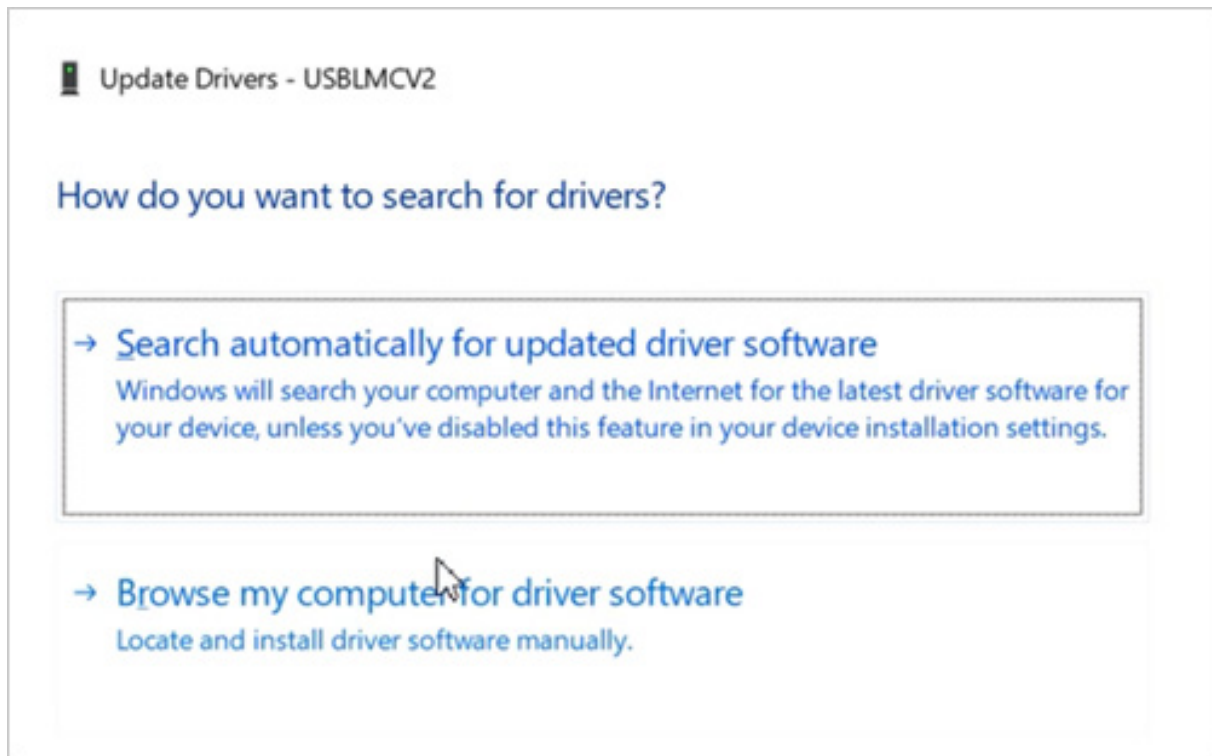 Update Drivers - USBLMCV2
How do you want to search for drivers?
→ Search automatically for updated driver software
Windows will search your computer and the Internet for the latest driver software for
your device, unless you've disabled this feature in your device installation settings.
→ Browse my computer for driver software
Locate and install driver software manually.